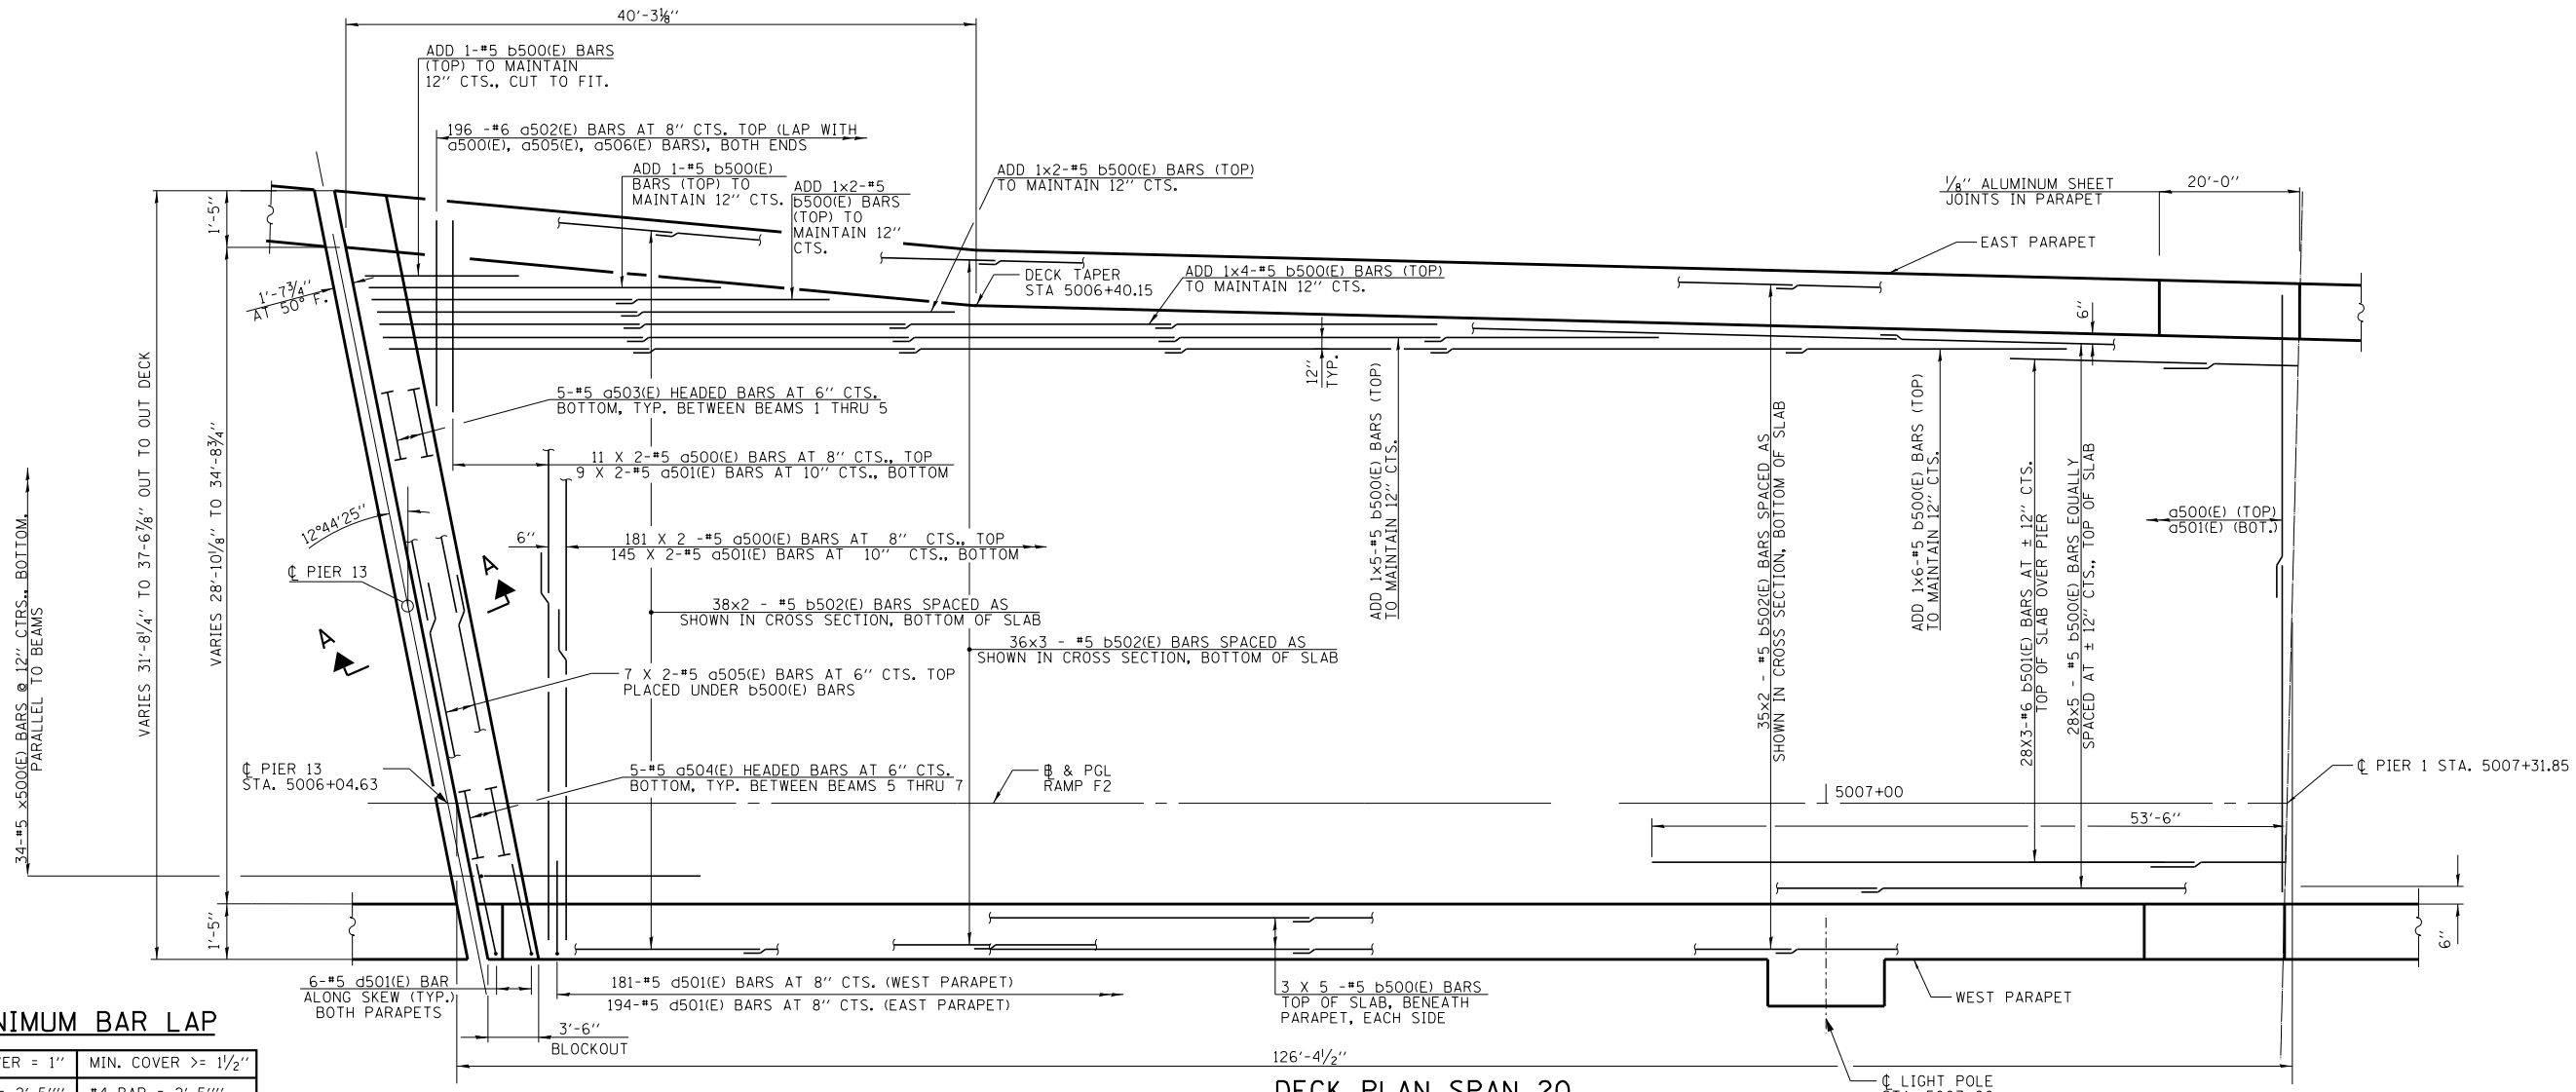 40'-3⅛"
ADD 1-#5 b500(E) BARS
(TOP) TO MAINTAIN
12" CTS., CUT TO FIT.
196 -#6 a502(E) BARS AT 8" CTS. TOP (LAP WITH
a500(E), a505(E), a506(E) BARS), BOTH ENDS
ADD 1-#5 b500(E)
BARS (TOP) TO
MAINTAIN 12" CTS.
ADD 1x2-#5
b500(E) BARS
(TOP) TO
MAINTAIN 12"
CTS.
ADD 1x2-#5 b500(E) BARS (TOP)
TO MAINTAIN 12" CTS.
⅛" ALUMINUM SHEET
JOINTS IN PARAPET
20'-0"
EAST PARAPET
1'-5"
DECK TAPER
STA 5006+40.15
ADD 1x4-#5 b500(E) BARS (TOP)
TO MAINTAIN 12" CTS.
1'-7¾"
AT 50° F.
6"
12"
TYP.
VARIES 31'-8¼" TO 37'-6⅞" OUT TO OUT DECK
VARIES 28'-10⅛" TO 34'-8¾"
34-#5 x500(E) BARS @ 12" CTRS., BOTTOM.
PARALLEL TO BEAMS
5-#5 a503(E) HEADED BARS AT 6" CTS.
BOTTOM, TYP. BETWEEN BEAMS 1 THRU 5
11 X 2-#5 a500(E) BARS AT 8" CTS., TOP
9 X 2-#5 a501(E) BARS AT 10" CTS., BOTTOM
12°44'25"
6"
181 X 2 -#5 a500(E) BARS AT 8" CTS., TOP
145 X 2-#5 a501(E) BARS AT 10" CTS., BOTTOM
℄ PIER 13
A
A
38x2 - #5 b502(E) BARS SPACED AS
SHOWN IN CROSS SECTION, BOTTOM OF SLAB
36x3 - #5 b502(E) BARS SPACED AS
SHOWN IN CROSS SECTION, BOTTOM OF SLAB
ADD 1x5-#5 b500(E) BARS (TOP)
TO MAINTAIN 12" CTS.
35x2 - #5 b502(E) BARS SPACED AS
SHOWN IN CROSS SECTION, BOTTOM OF SLAB
ADD 1x6-#5 b500(E) BARS (TOP)
TO MAINTAIN 12" CTS.
28X3-#6 b501(E) BARS AT ± 12" CTS.
TOP OF SLAB OVER PIER
28x5 - #5 b500(E) BARS EQUALLY
SPACED AT ± 12" CTS., TOP OF SLAB
a500(E) (TOP)
a501(E) (BOT.)
7 X 2-#5 a505(E) BARS AT 6" CTS. TOP
PLACED UNDER b500(E) BARS
℄ PIER 13
STA. 5006+04.63
5-#5 a504(E) HEADED BARS AT 6" CTS.
BOTTOM, TYP. BETWEEN BEAMS 5 THRU 7
& PGL
RAMP F2
5007+00
℄ PIER 1 STA. 5007+31.85
53'-6"
1'-5"
6"
6-#5 d501(E) BAR
ALONG SKEW (TYP.)
BOTH PARAPETS
181-#5 d501(E) BARS AT 8" CTS. (WEST PARAPET)
194-#5 d501(E) BARS AT 8" CTS. (EAST PARAPET)
3 X 5 -#5 b500(E) BARS
TOP OF SLAB, BENEATH
PARAPET, EACH SIDE
WEST PARAPET
3'-6"
BLOCKOUT
126'-4½"
NIMUM BAR LAP
VER = 1"
MIN. COVER >= 1½"
DECK PLAN SPAN 20
℄ LIGHT POLE